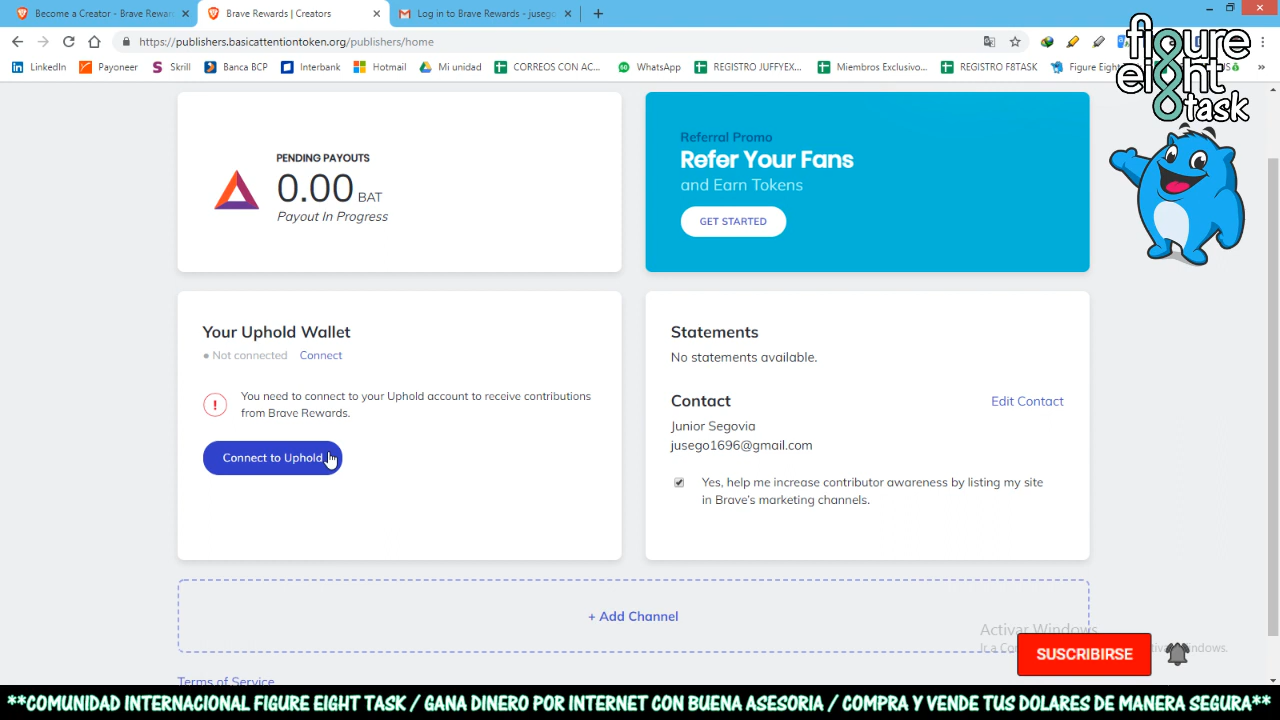 Become a Creator - Brave Rewar
Brave Rewards | Creators
Log in to Brave Rewards - juseg
https://publishers.basicattentiontoken.org/publishers/home
LinkedIn
Payoneer
Skrill
Banca BCP
Interbank
Hotmail
Mi unidad
CORREOS CON AC...
WhatsApp
REGISTRO JUFFYEX...
Miembros Exclusivo...
REGISTRO F8TASK
Figure Eight
figure
eight
task
PENDING PAYOUTS
0.00 BAT
Payout In Progress
Referral Promo
Refer Your Fans
and Earn Tokens
GET STARTED
Your Uphold Wallet
● Not connected Connect
You need to connect to your Uphold account to receive contributions
from Brave Rewards.
Connect to Uphold
Statements
No statements available.
Contact
Edit Contact
Junior Segovia
jusego1696@gmail.com
Yes, help me increase contributor awareness by listing my site
in Brave's marketing channels.
+ Add Channel
Activar Windows
Ir a Co
SUSCRIBIRSE
Terms of Service
**COMUNIDAD INTERNACIONAL FIGURE EIGHT TASK / GANA DINERO POR INTERNET CON BUENA ASESORIA / COMPRA Y VENDE TUS DOLARES DE MANERA SEGURA**